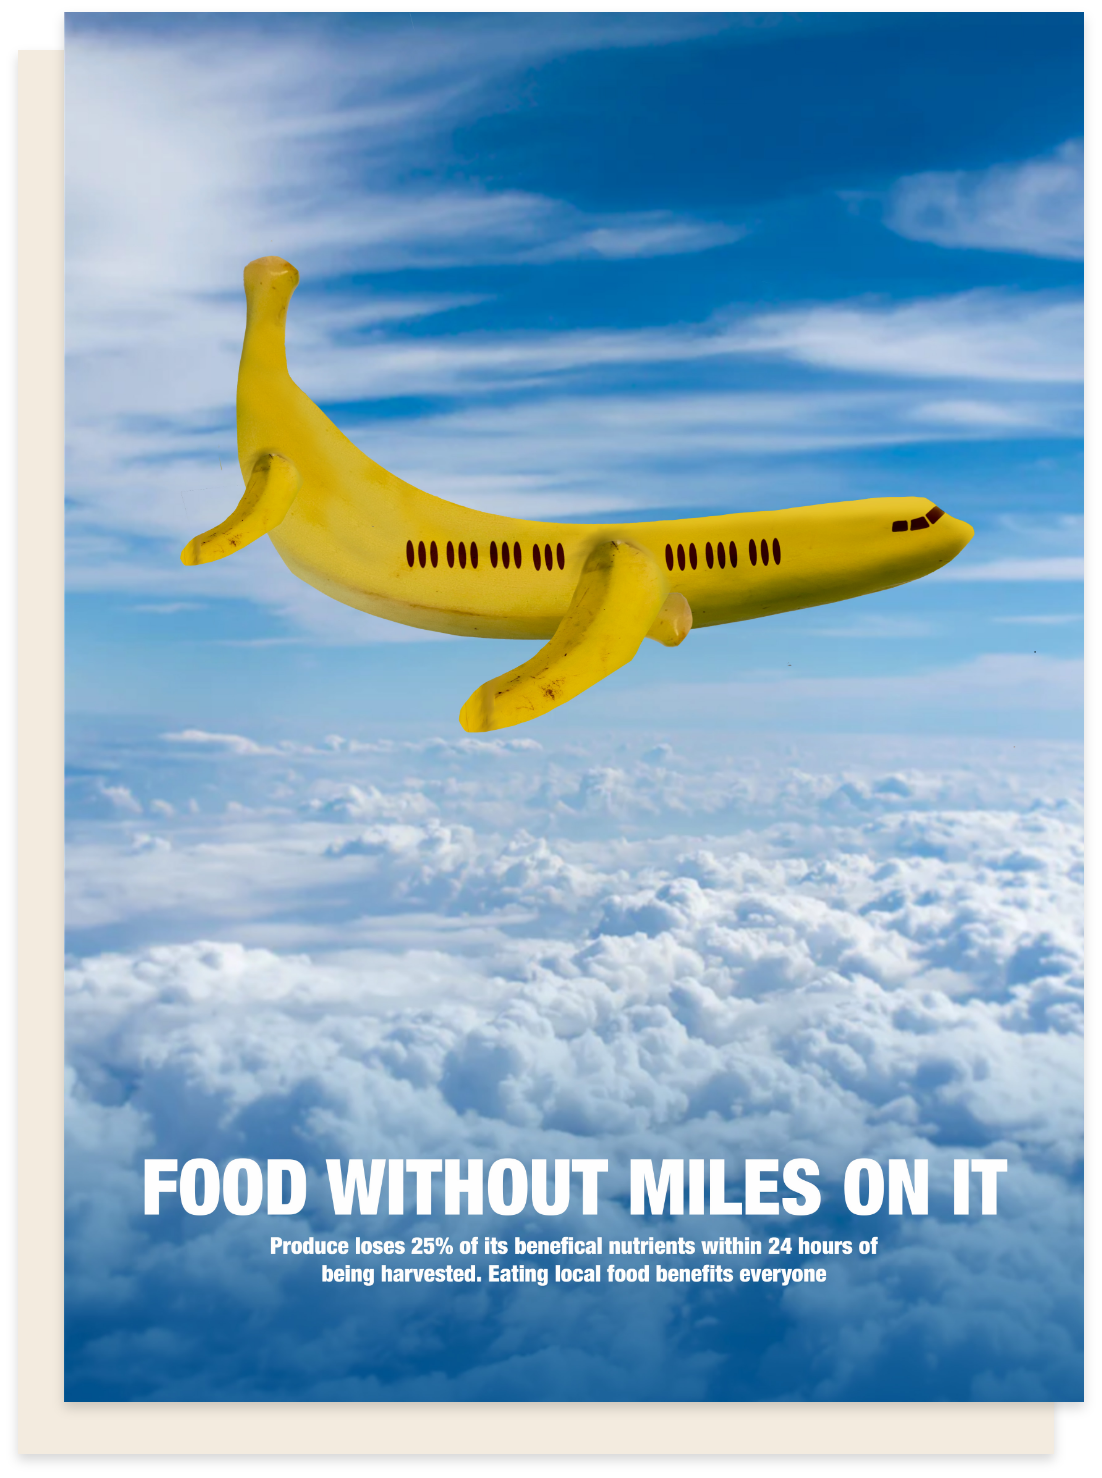 FOOD WITHOUT MILES ON IT
Produce loses 25% of its benefical nutrients within 24 hours of
being harvested. Eating local food benefits everyone